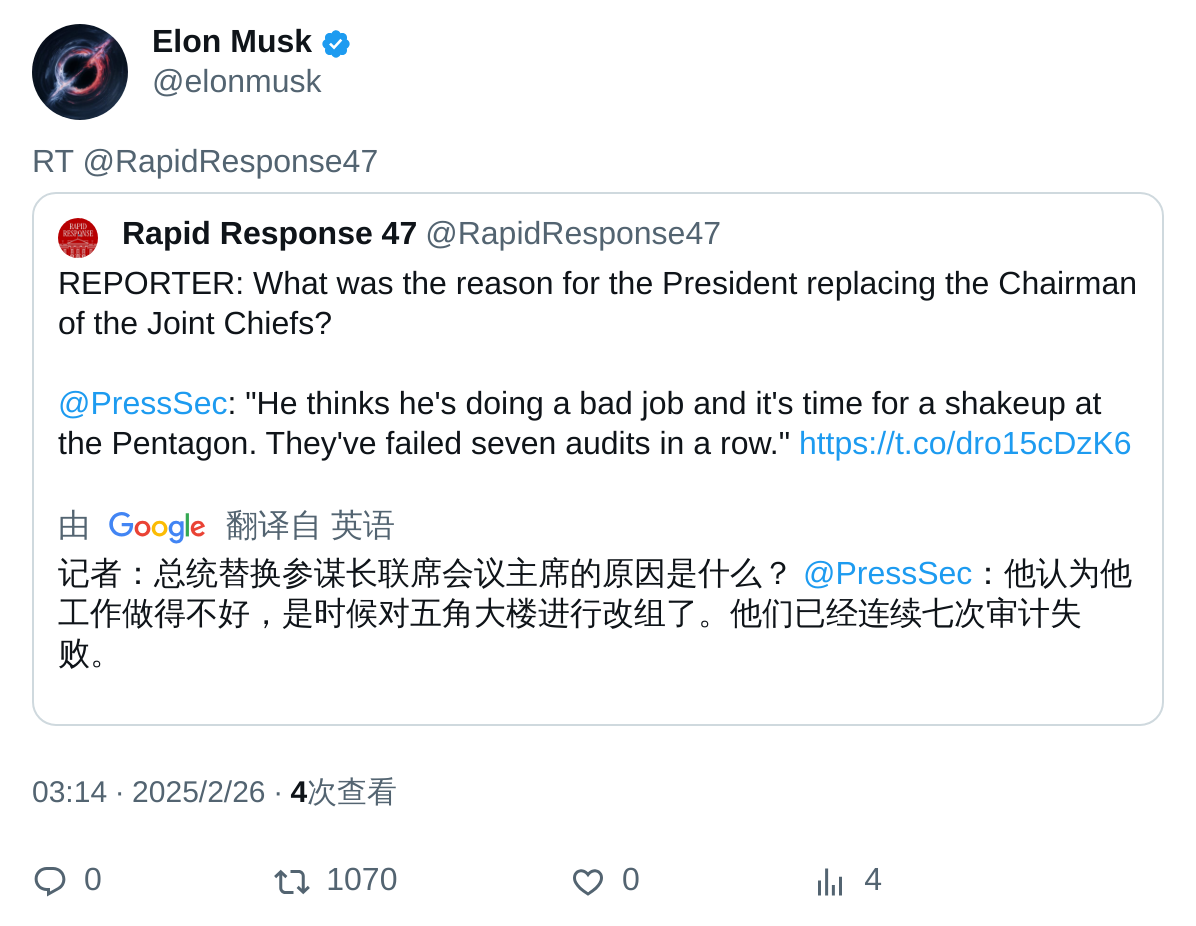 Elon Musk
@elonmusk
RT @RapidResponse47
RAPID
RESPONSE
Rapid Response 47 @RapidResponse47
REPORTER: What was the reason for the President replacing the Chairman
of the Joint Chiefs?
@PressSec: "He thinks he's doing a bad job and it's time for a shakeup at
the Pentagon. They've failed seven audits in a row." https://t.co/dro15cDzK6
由 Google 翻译自 英语
记者：总统替换参谋长联席会议主席的原因是什么？ @PressSec：他认为他
工作做得不好，是时候对五角大楼进行改组了。他们已经连续七次审计失
败。
03:14 · 2025/2/26 · 4次查看
0 1070 0 4